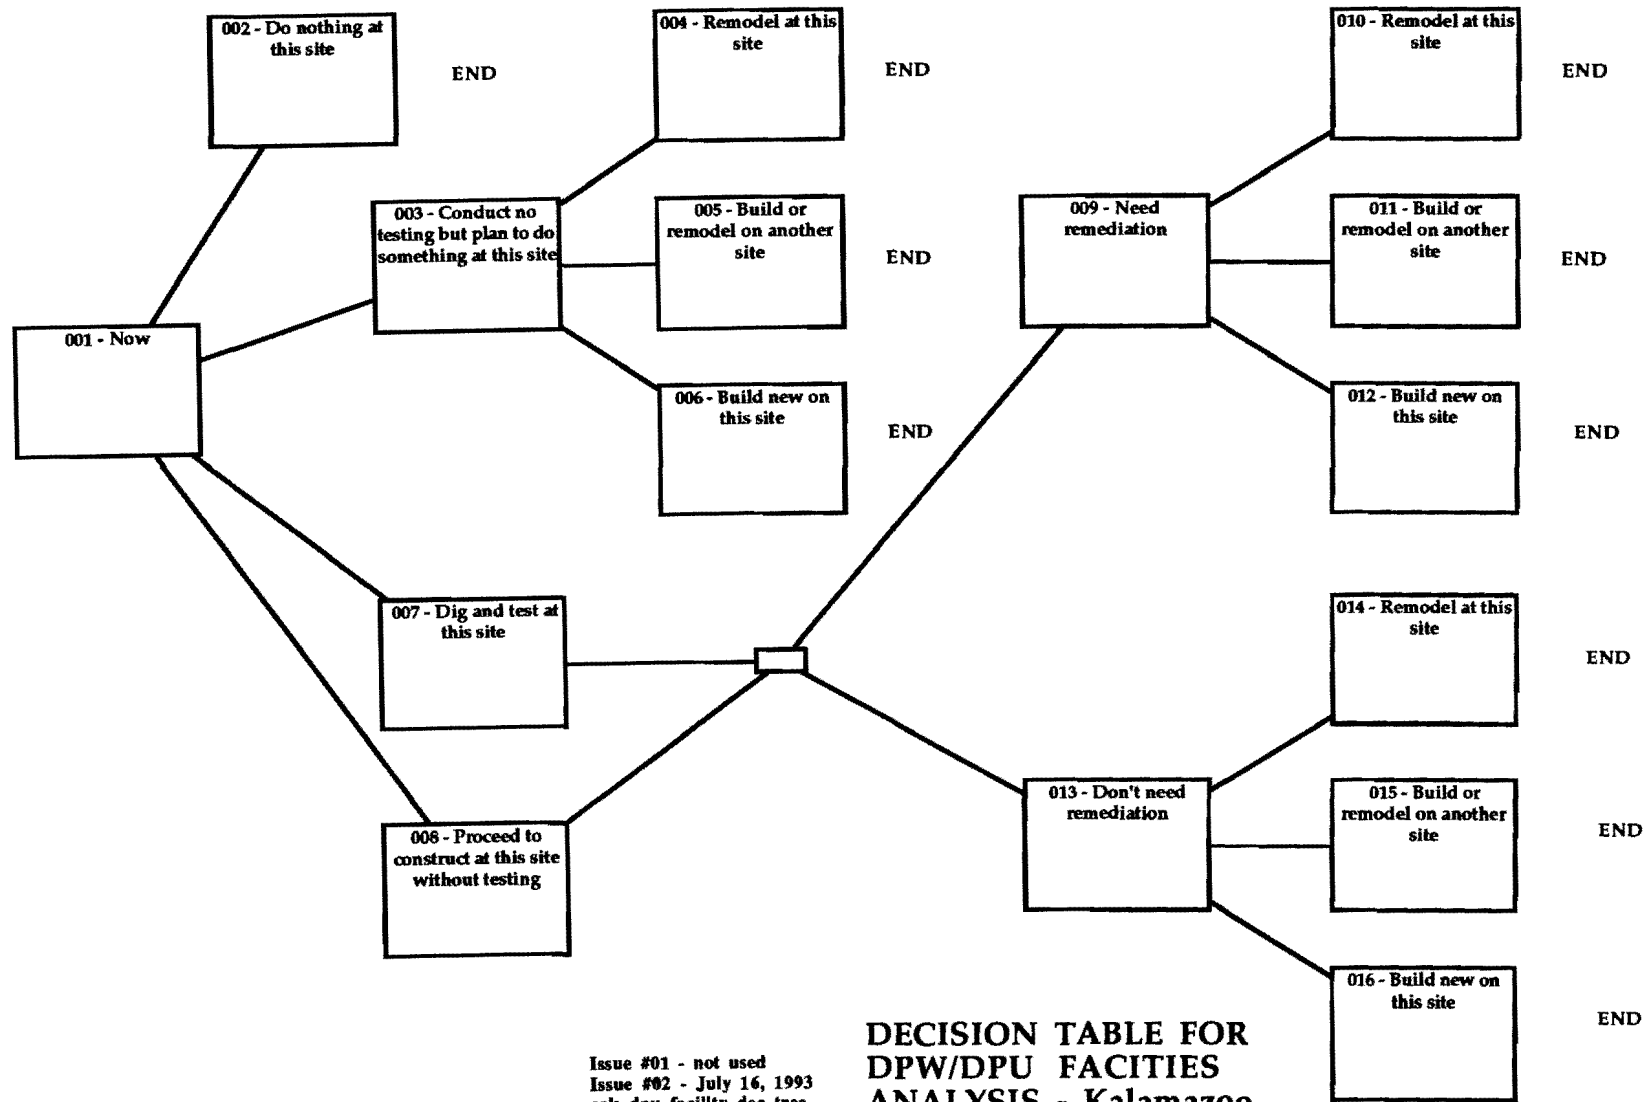 002 - Do nothing at
this site
END
004 - Remodel at this
site
END
010 - Remodel at this
site
END
003 - Conduct no
testing but plan to do
something at this site
005 - Build or
remodel on another
site
END
009 - Need
remediation
011 - Build or
remodel on another
site
END
001 - Now
006 - Build new on
this site
END
012 - Build new on
this site
END
007 - Dig and test at
this site
014 - Remodel at this
site
END
008 - Proceed to
construct at this site
without testing
013 - Don't need
remediation
015 - Build or
remodel on another
site
END
016 - Build new on
this site
END
Issue #01 - not used
Issue #02 - July 16, 1993
DECISION TABLE FOR
DPW/DPU FACITIES
ANALYSIS - Kalamazoo